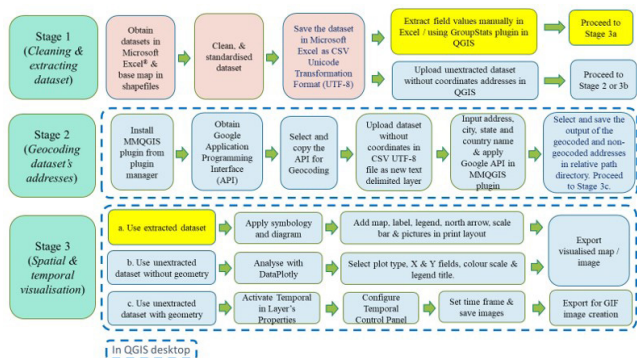 Stage 1
(Cleaning &
extracting
dataset)
Obtain
datasets in
Microsoft
Excel® &
base map in
shapefiles
Clean, &
standardised
dataset
Save the dataset
in Microsoft
Excel as CSV
Unicode
Transformation
Format (UTF-8)
Extract field values manually in
Excel / using GroupStats plugin in
QGIS
Proceed to
Stage 3a
Upload unextracted dataset
without coordinates addresses in
QGIS
Proceed to
Stage 2 or 3b
Stage 2
(Geocoding
dataset's
addresses)
Install
MMQGIS
plugin from
plugin
manager
Obtain
Google
Application
Programming
Interface
(API)
Select and
copy the
API for
Geocoding
Upload dataset
without
coordinates in
CSV UTF-8
file as new text
delimited layer
Input address,
city, state and
country name
& apply
Google API in
MMQGIS
plugin
Select and save the
output of the
geocoded and non-
geocoded addresses
in relative path
directory. Proceed
to Stage 3c.
Stage 3
(Spatial &
temporal
visualisation)
a. Use extracted dataset
Apply symbology
and diagram
Add map, label, legend, north arrow, scale
bar & pictures in print layout
Export
visualised map /
image
b. Use unextracted
dataset without geometry
Analyse with
DataPlotly
Select plot type, X & Y fields, colour scale &
legend title.
c. Use unextracted
dataset with geometry
Activate Temporal
in Layer's
Properties
Configure
Temporal
Control Panel
Set time frame &
save images
Export for GIF
image creation
In QGIS desktop